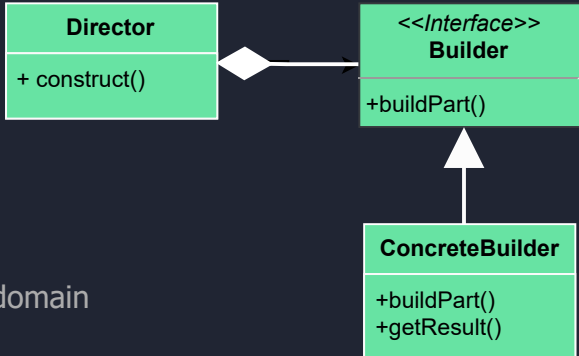 Director
+ construct()
<<Interface>>
Builder
+buildPart()
ConcreteBuilder
+buildPart()
+getResult()
domain